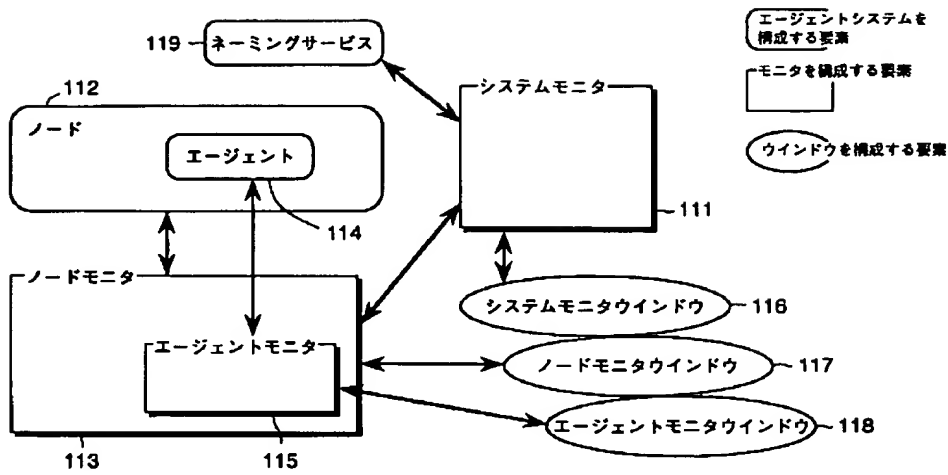 119
ネーミングサービス
エージェントシステムを
構成する要素
モニタを構成する要素
ウインドウを構成する要素
112
ノード
エージェント
114
システムモニタ
111
ノードモニタ
エージェントモニタ
113
115
システムモニタウインドウ
116
ノードモニタウインドウ
117
エージェントモニタウインドウ
118